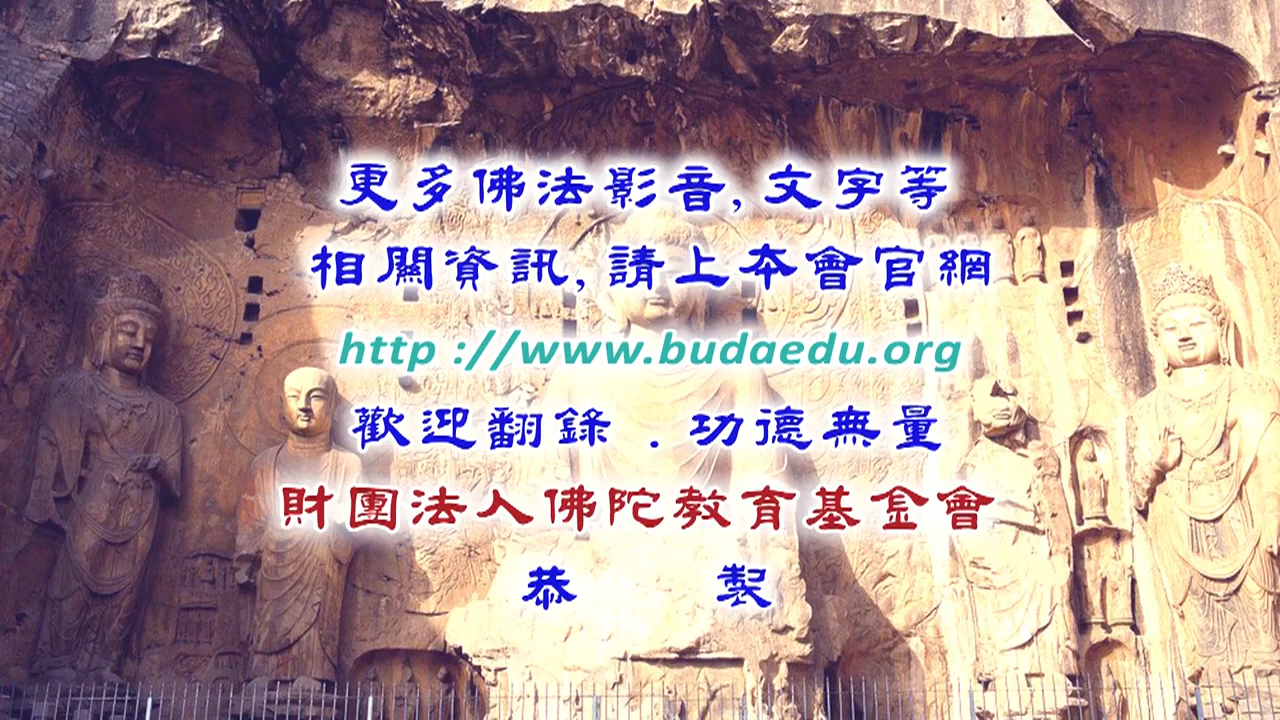 更多佛法影音,文字等
相關資訊,請上本會官網
http ://www.budaedu.org
歡迎翻錄 . 功德無量
財團法人佛陀教育基金會
恭 製